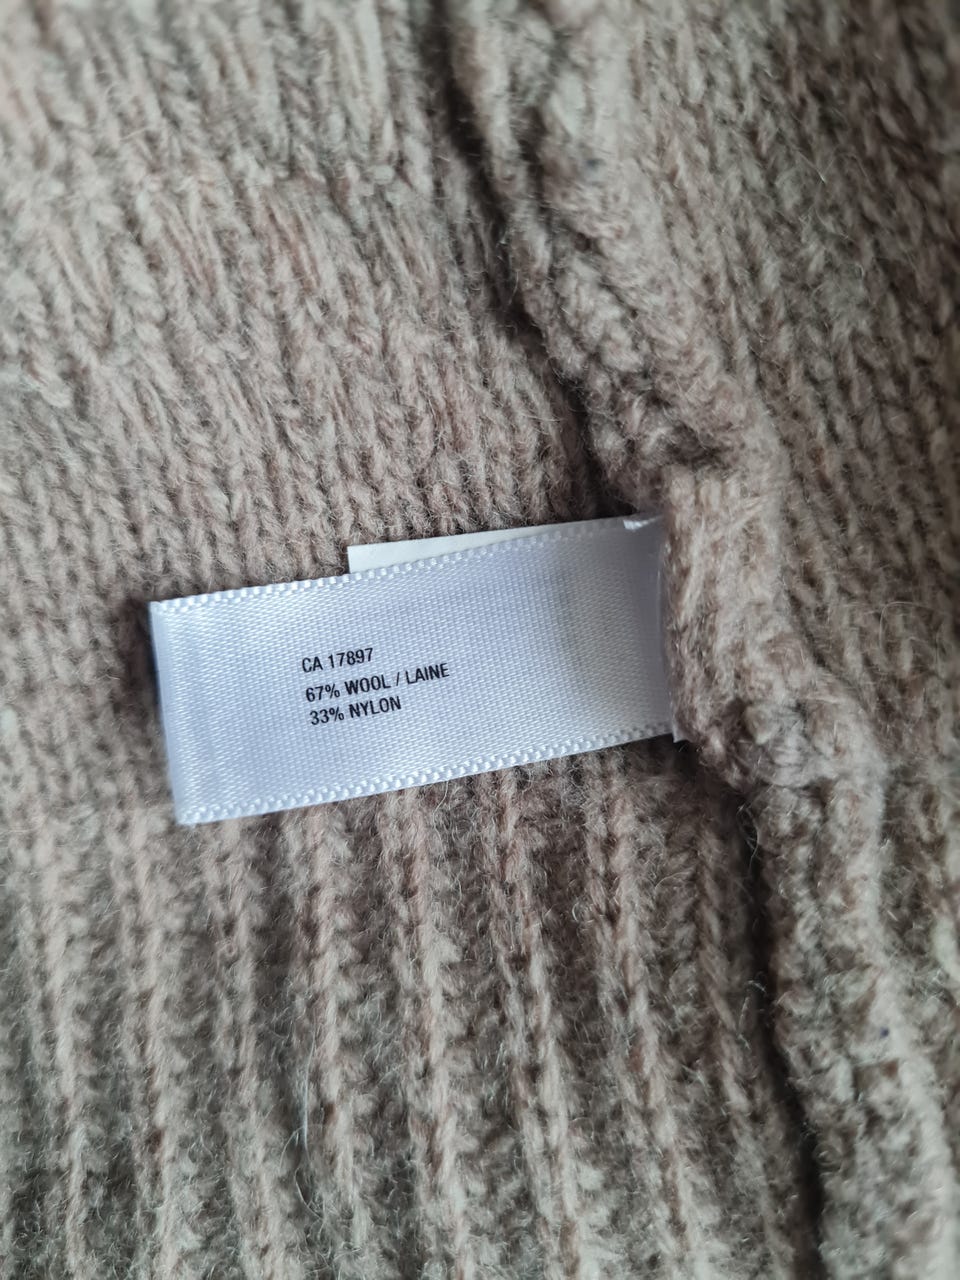 CA 17897
67% WOOL / LAINE
33% NYLON